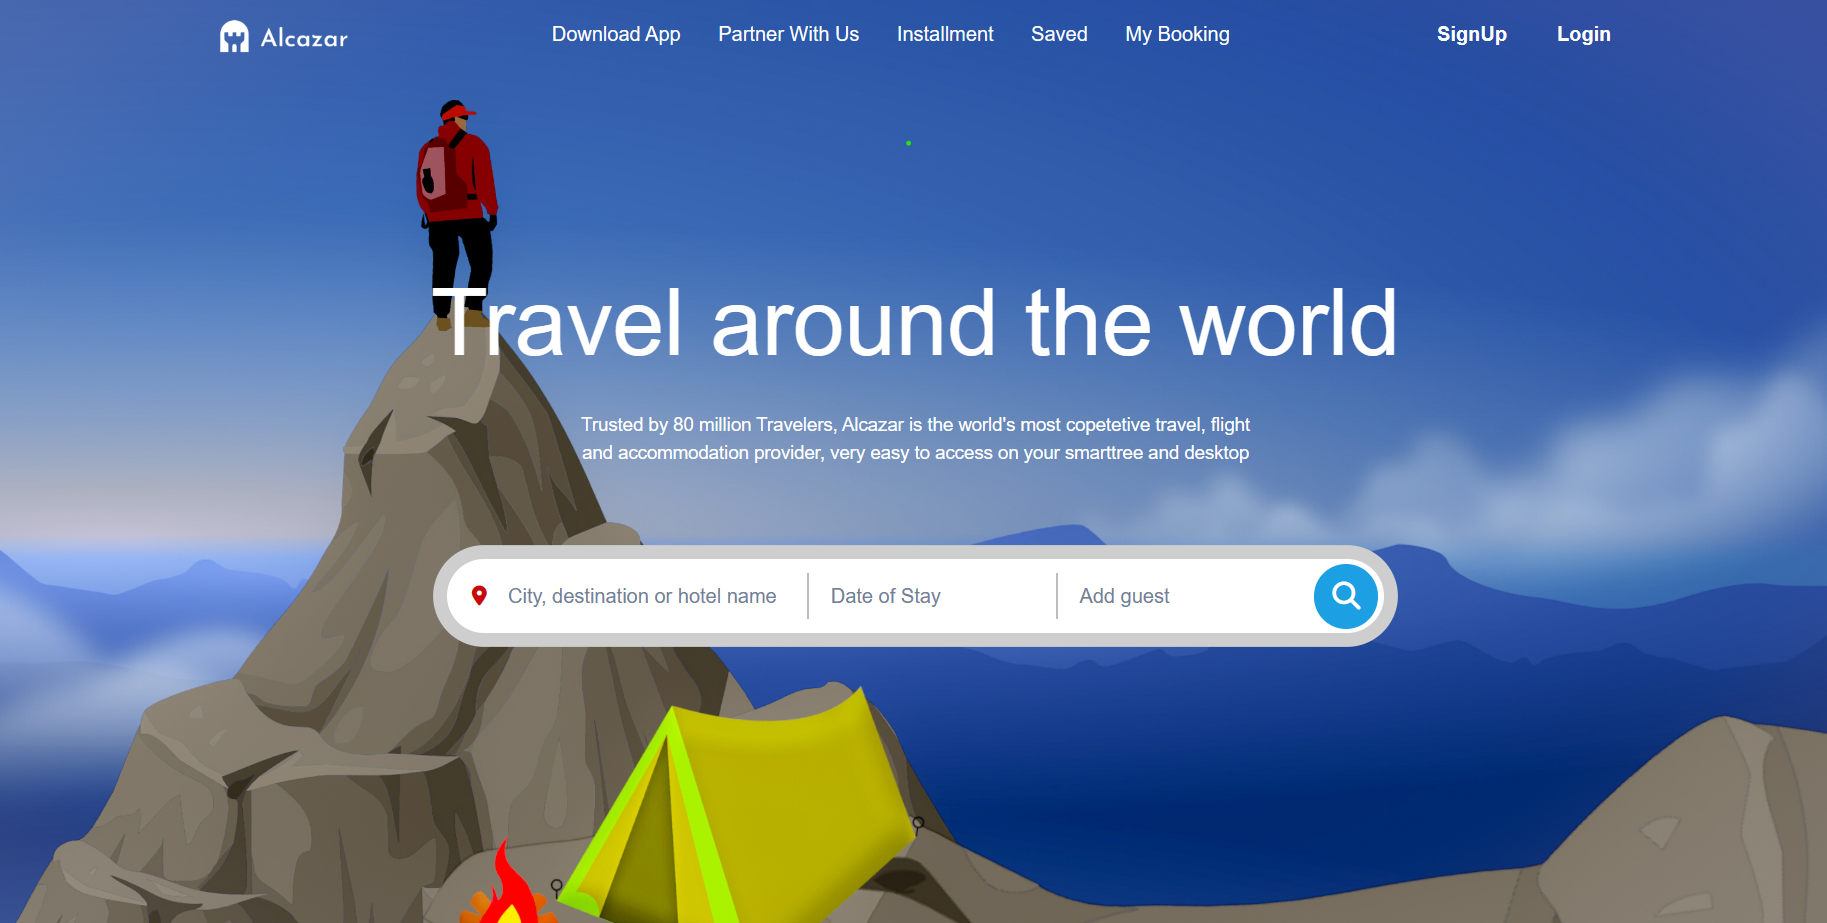 Alcazar
Download App
Partner With Us
Installment
Saved
My Booking
SignUp
Login
Travel around the world
Trusted by 80 million Travelers, Alcazar is the world's most copetetive travel, flight
and accommodation provider, very easy to access on your smarttree and desktop
City, destination or hotel name
Date of Stay
Add guest